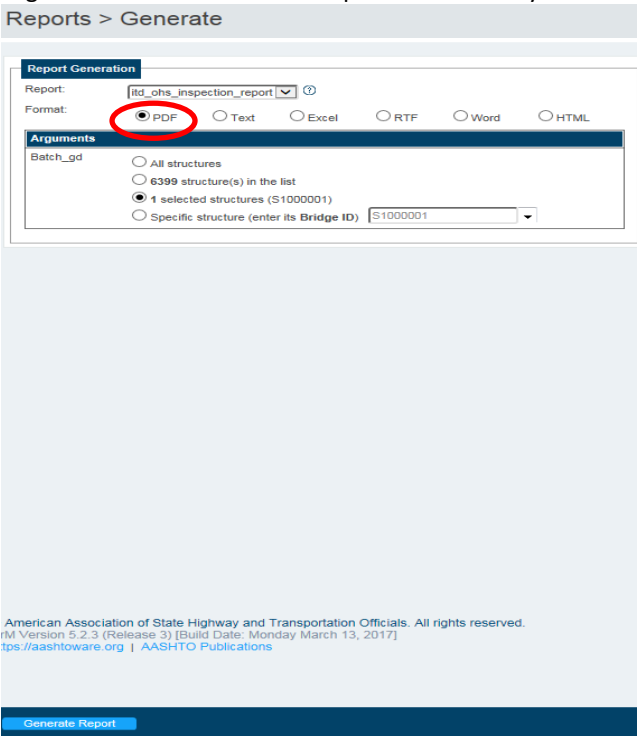 Reports > Generate
Report Generation
Report: itd_ohs_inspection_report
Format: PDF Text Excel RTF Word HTML
Arguments
Batch_gd
All structures
6399 structure(s) in the list
1 selected structures (S1000001)
Specific structure (enter its Bridge ID) S1000001
American Association of State Highway and Transportation Officials. All rights reserved.
rM Version 5.2.3 (Release 3) [Build Date: Monday March 13, 2017]
ttps://aashtoware.org | AASHTO Publications
Generate Report